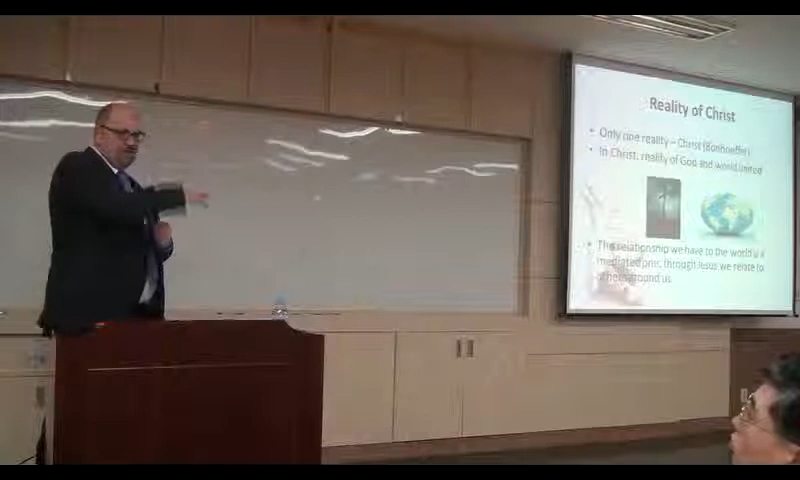 Reality of Christ
• Only one reality – Christ (Bonhoeffer)
• In Christ, reality of God and world united
• The relationship we have to the world is a
mediated one, through Jesus we relate to
others around us